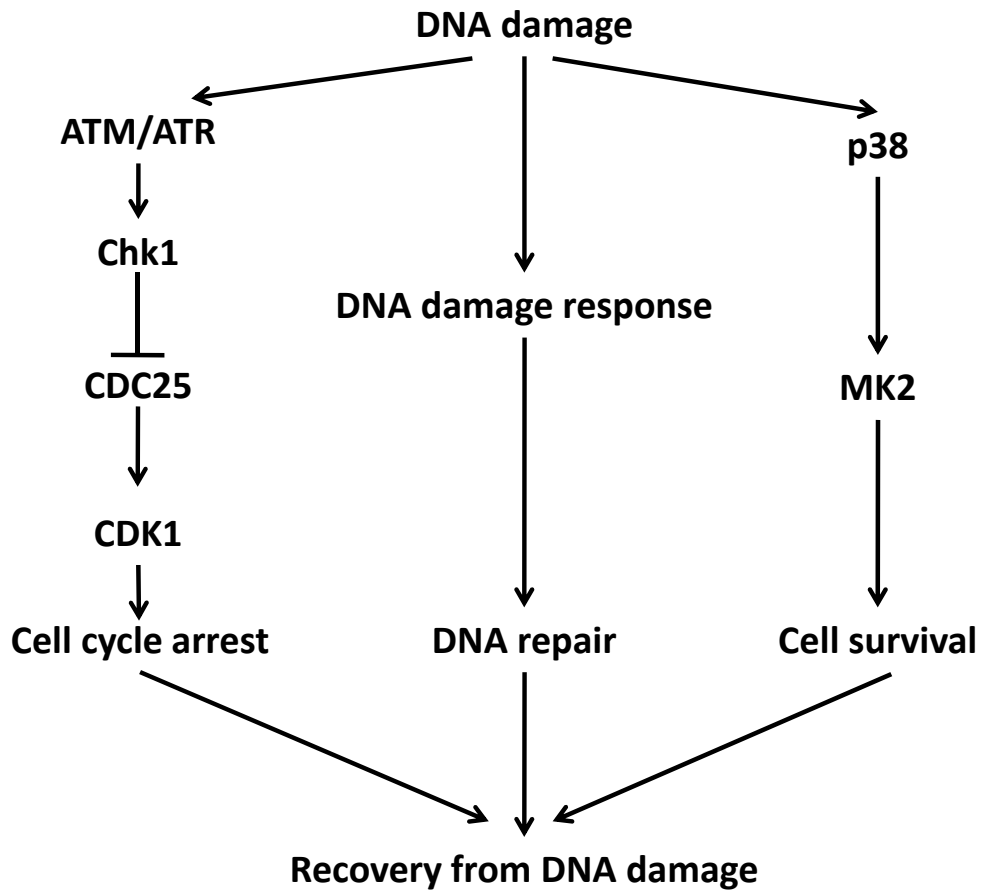 DNA damage
ATM/ATR
p38
Chk1
DNA damage response
CDC25
MK2
CDK1
Cell cycle arrest
DNA repair
Cell survival
Recovery from DNA damage